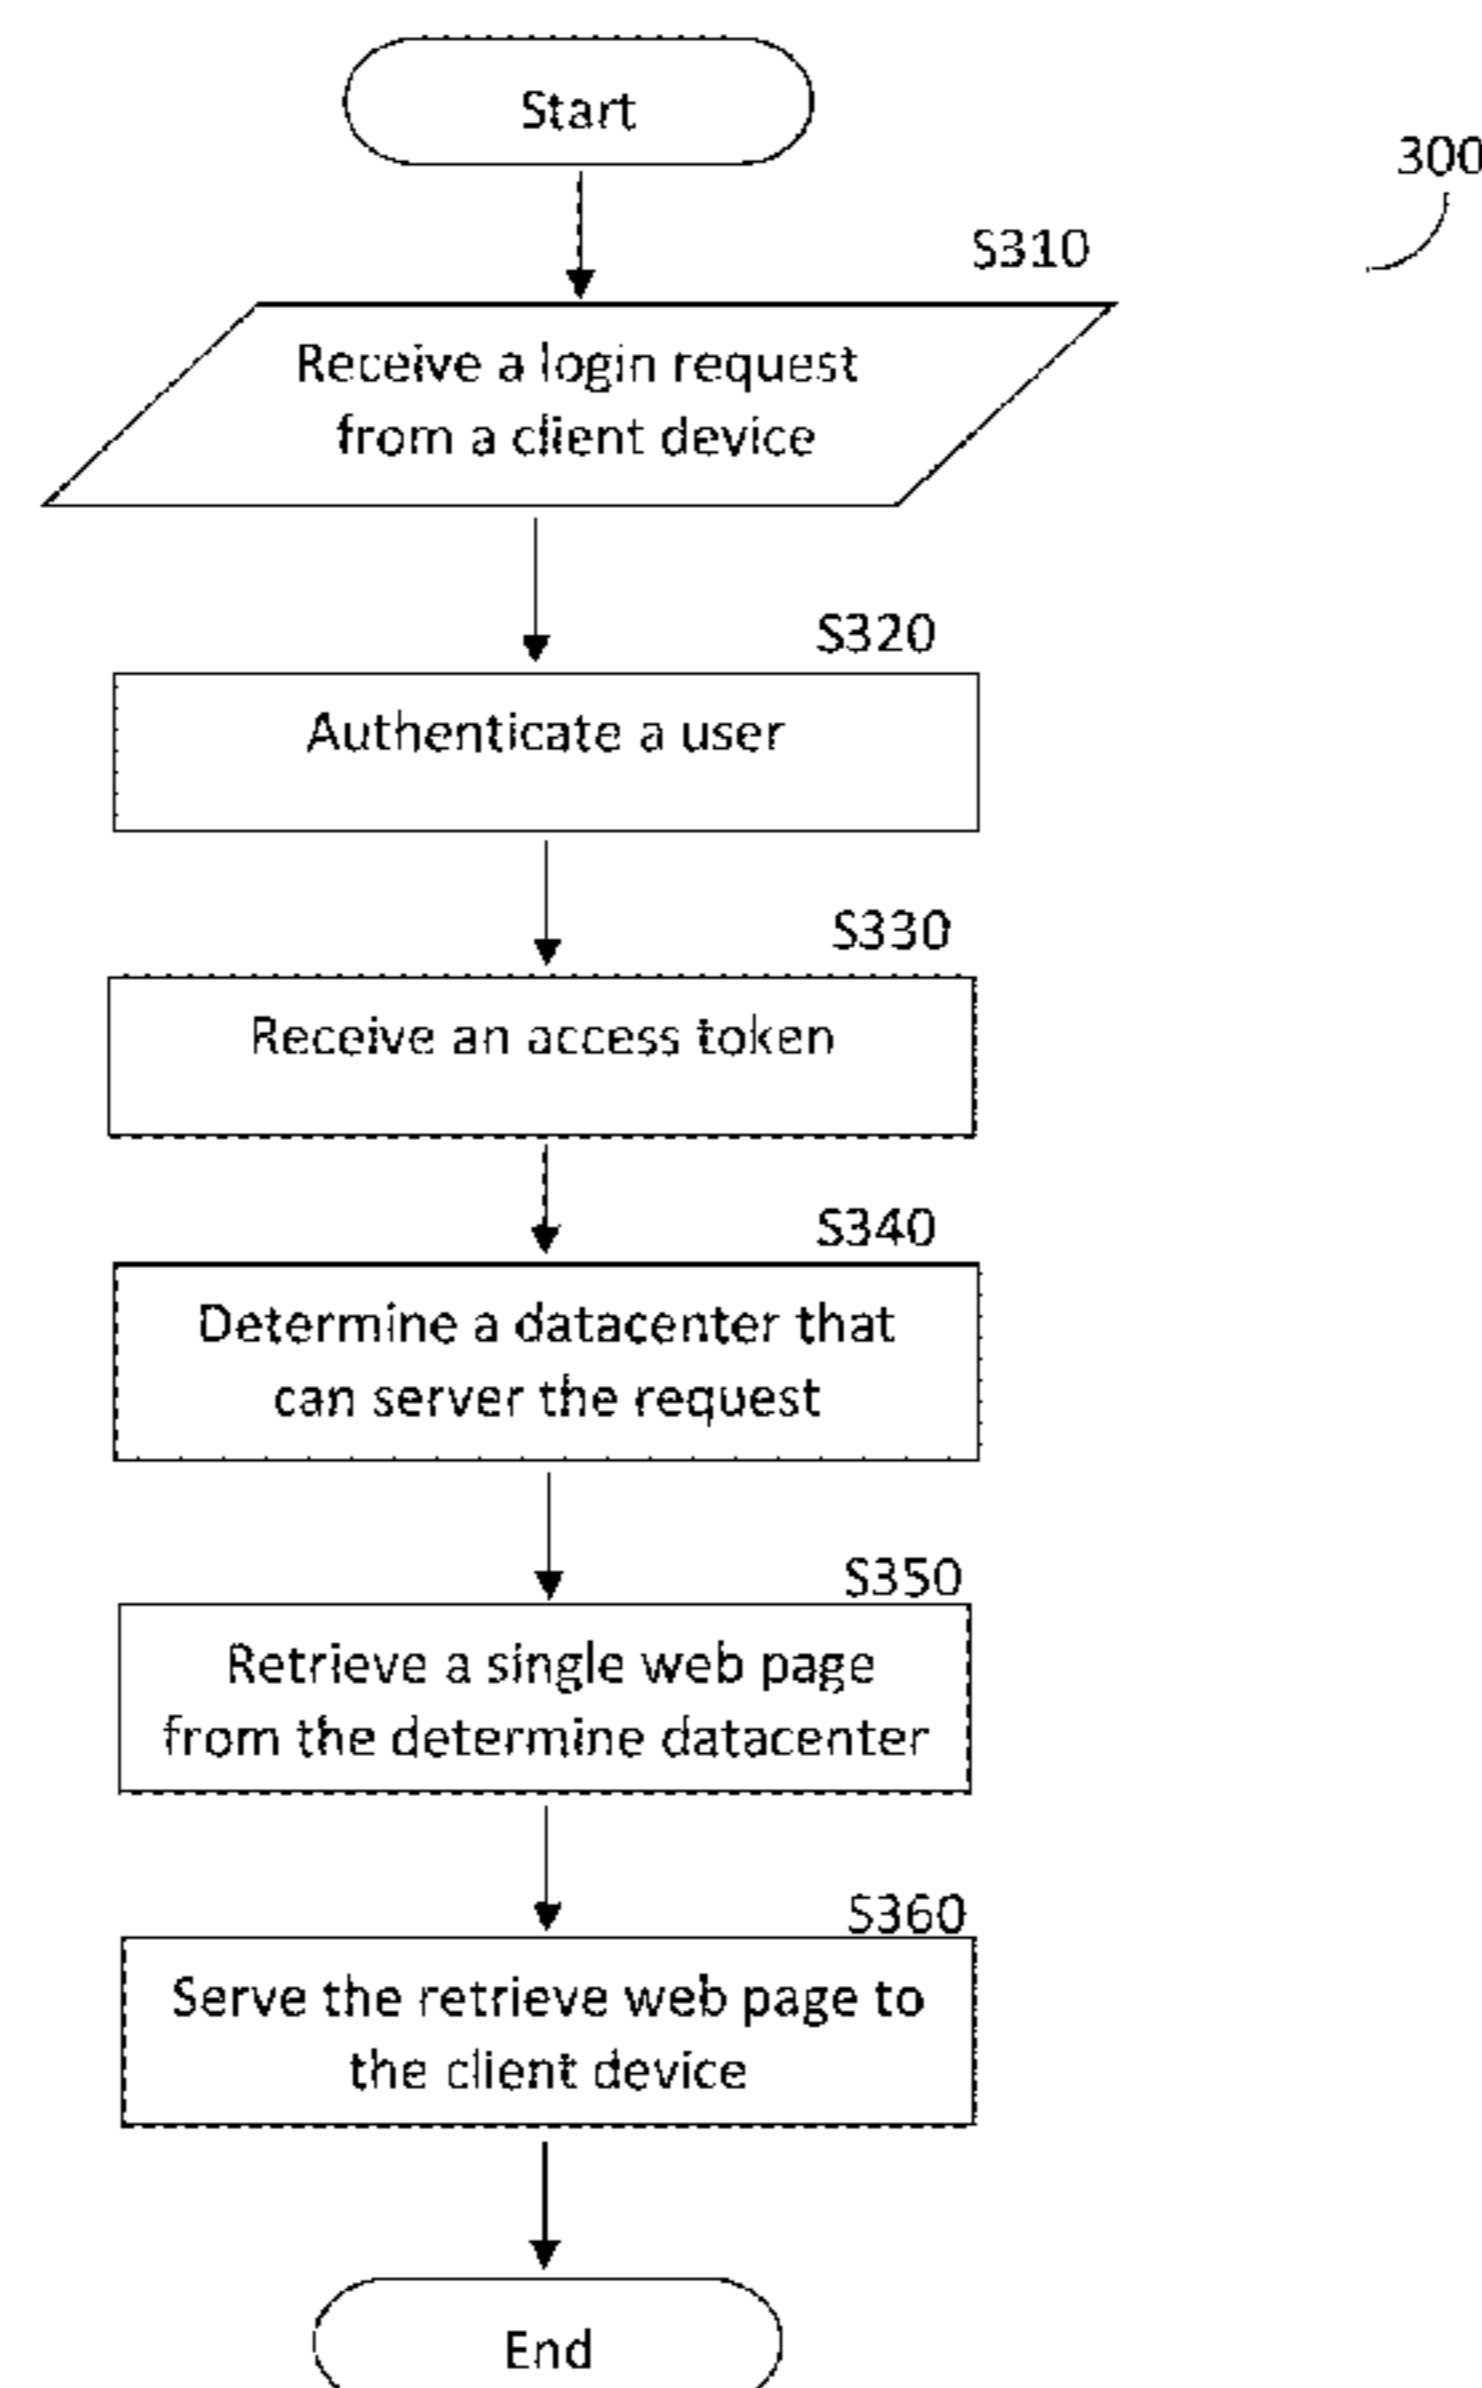 Start
300
S310
Receive a login request
from a client device
S320
Authenticate a user
S330
Receive an access token
S340
Determine a datacenter that
can server the request
S350
Retrieve a single web page
from the determine datacenter
S360
Serve the retrieve web page to
the client device
End